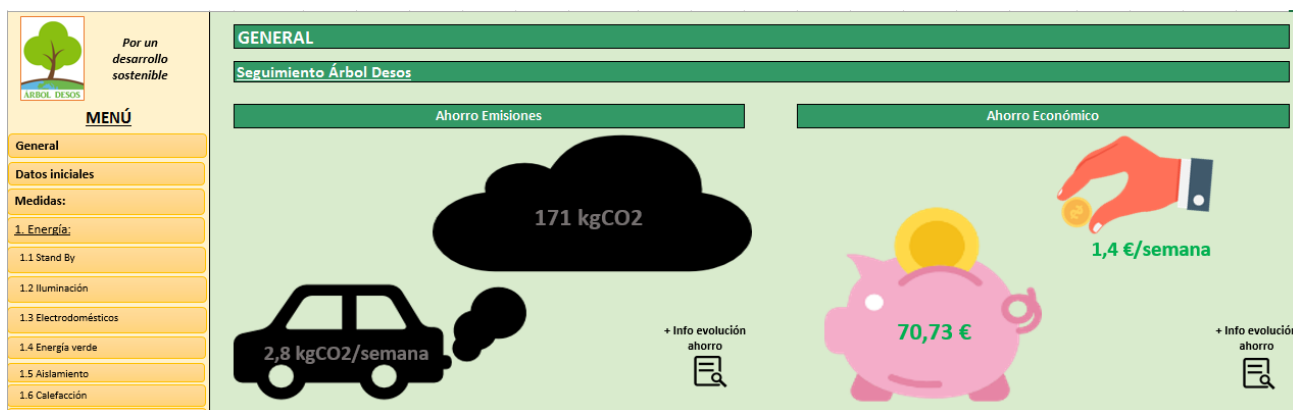 Por un
desarrollo
sostenible
ARBOL DESOS
MENÚ
General
Datos iniciales
Medidas:
1. Energía:
1.1 Stand By
1.2 Iluminación
1.3 Electrodomésticos
1.4 Energía verde
1.5 Aislamiento
1.6 Calefacción
GENERAL
Seguimiento Árbol Desos
Ahorro Emisiones
171 kgCO2
2,8 kgCO2/semana
+ Info evolución
ahorro
Ahorro Económico
1,4 €/semana
70,73 €
+ Info evolución
ahorro